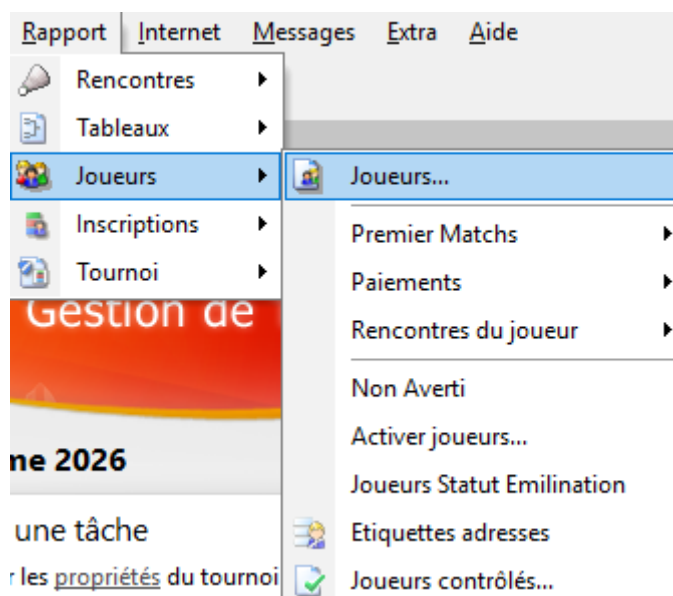 Rapport Internet Messages Extra Aide
Rencontres
Tableaux
Joueurs
Inscriptions
Tournoi
Joueurs...
Premier Matchs
Paiements
Rencontres du joueur
Non Averti
Activer joueurs...
Joueurs Statut Emilination
Etiquettes adresses
Joueurs contrôlés...
Gestion de
me 2026
une tâche
r les propriétés du tournoi